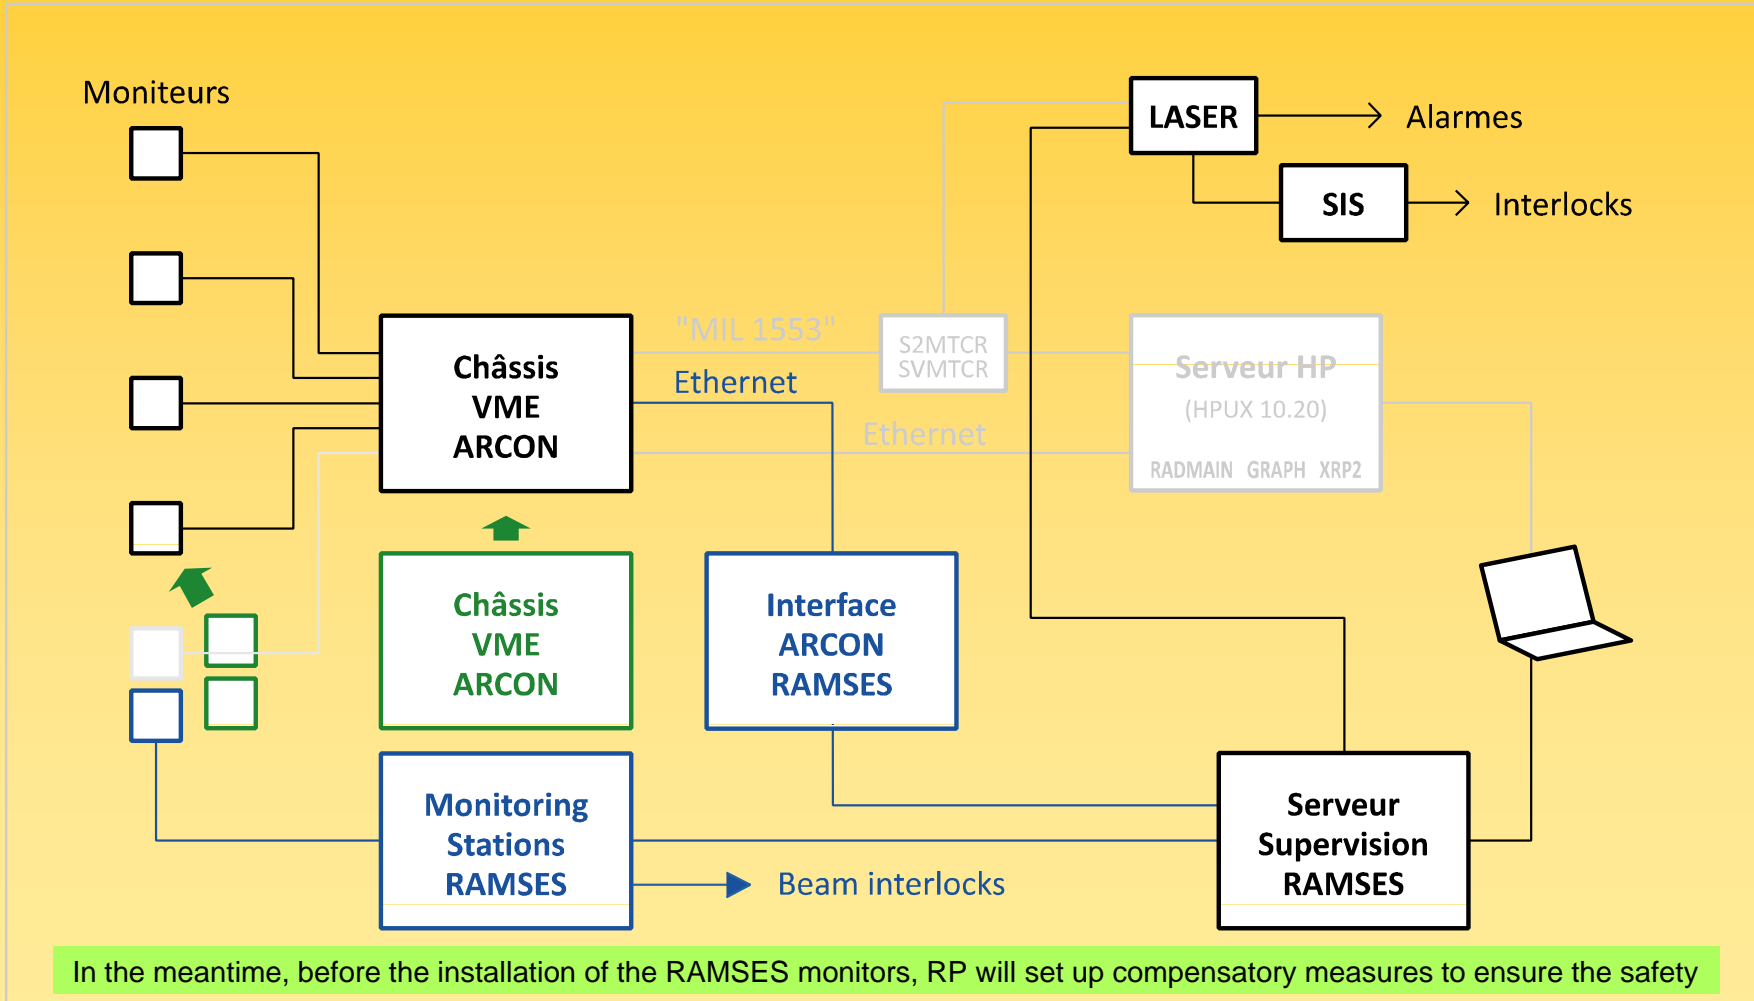 Moniteurs
LASER
Alarmes
SIS
Interlocks
"MIL 1553"
S2MTCR
SVMTCR
Serveur HP
(HPUX 10.20)
RADMAIN GRAPH XRP2
Châssis
VME
ARCON
Ethernet
Ethernet
Châssis
VME
ARCON
Interface
ARCON
RAMSES
Monitoring
Stations
RAMSES
Beam interlocks
Serveur
Supervision
RAMSES
In the meantime, before the installation of the RAMSES monitors, RP will set up compensatory measures to ensure the safety